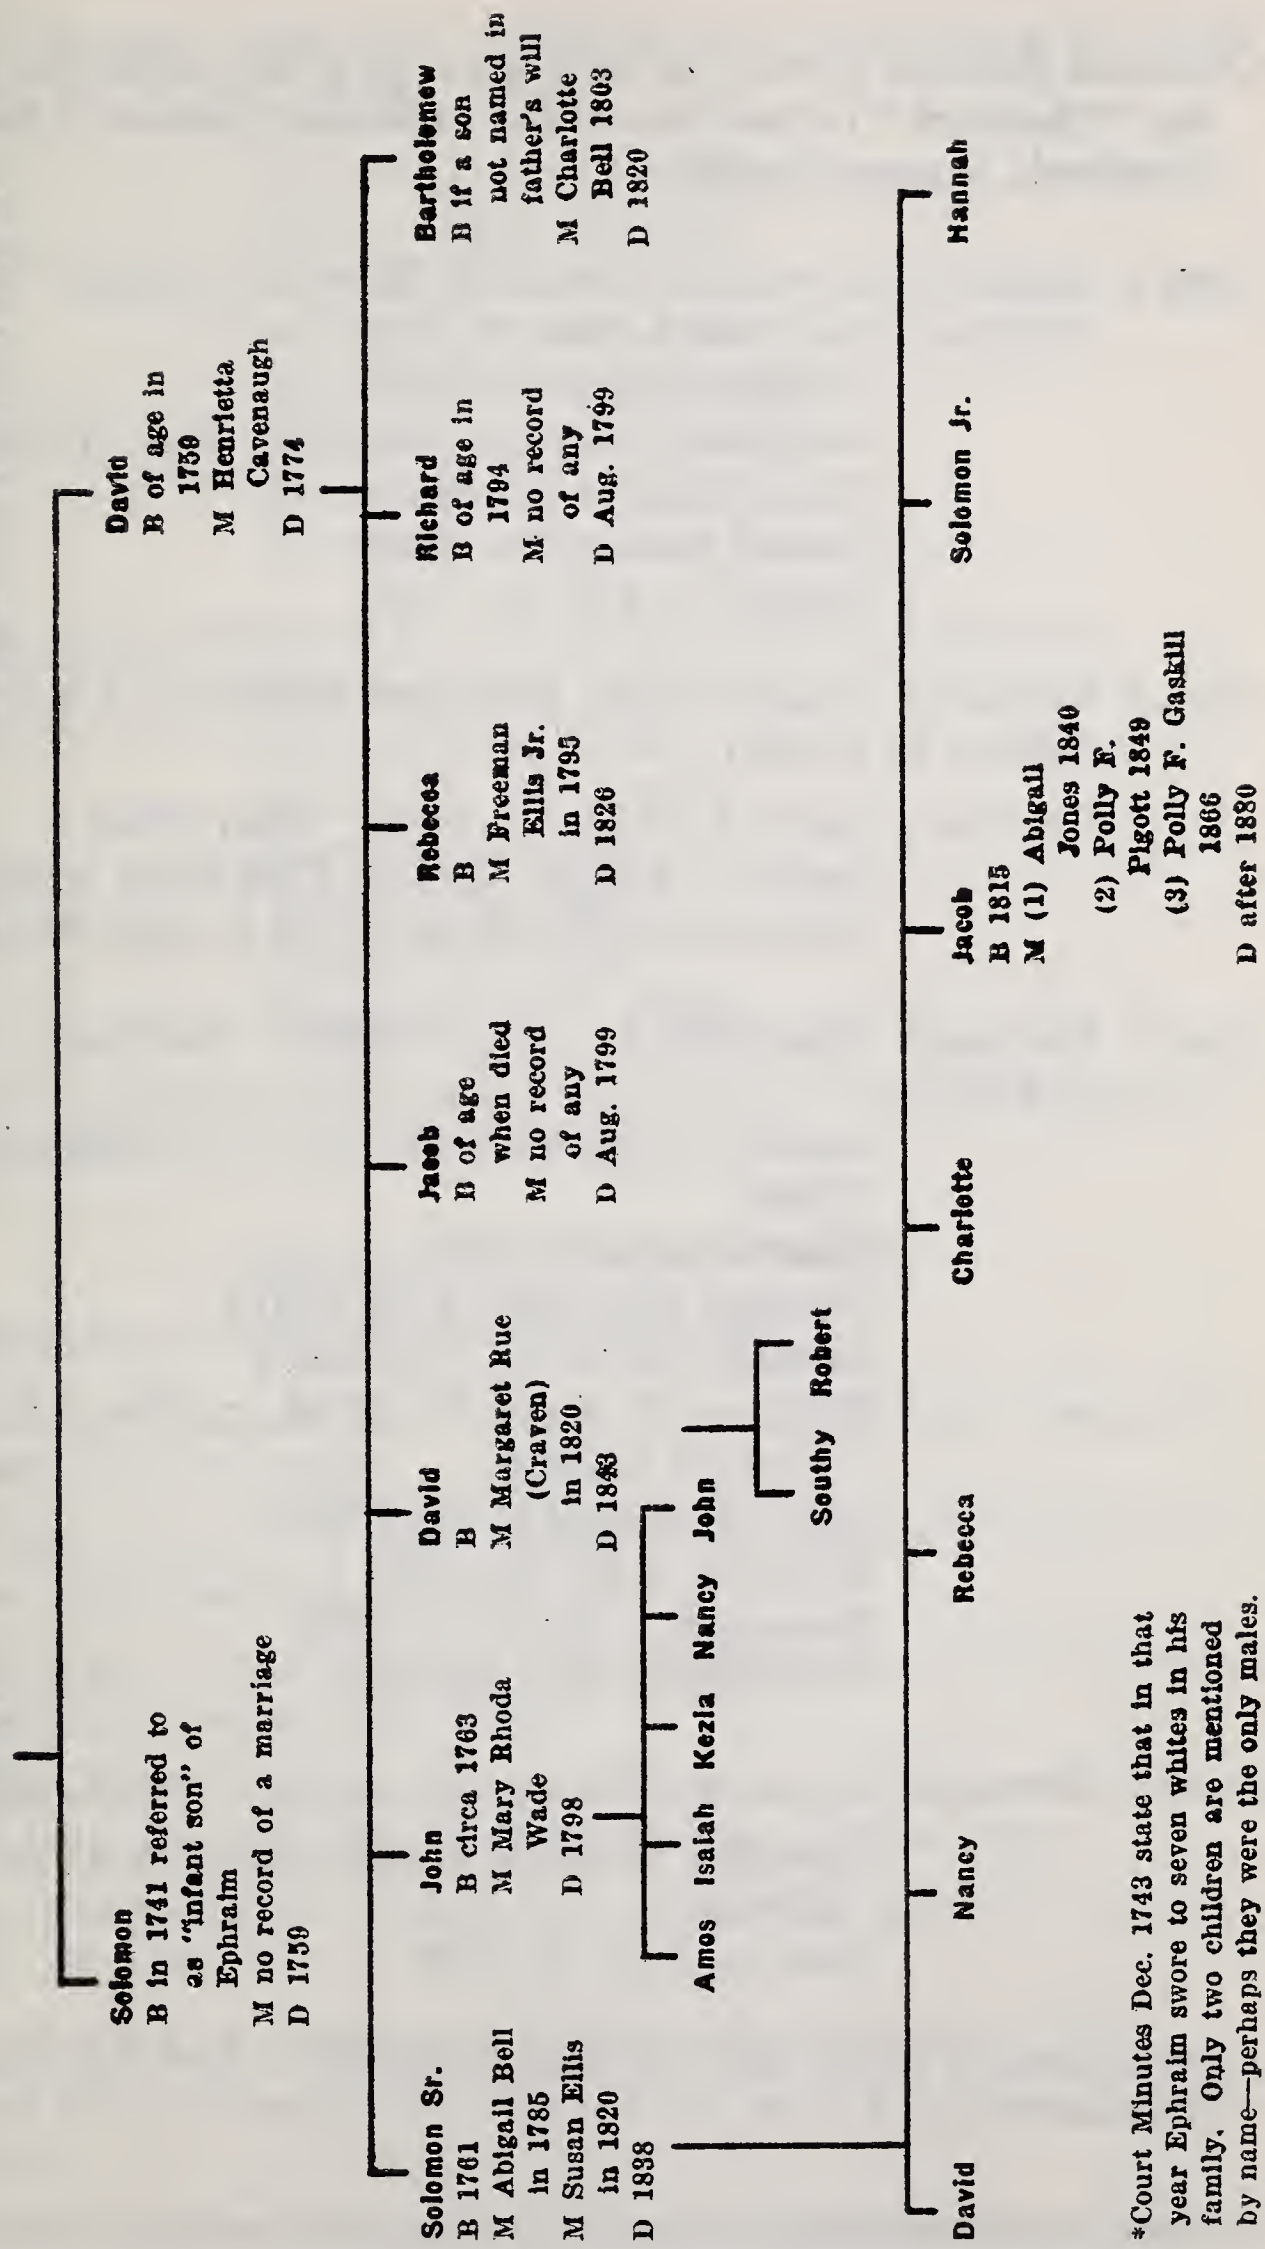 Solomon
B in 1741 referred to
as "infant son" of
Ephraim
M no record of a marriage
D 1759
David
B of age in
1759
M Henrietta
Cavenaugh
D 1774
Solomon Sr.
B 1761
M Abigail Bell
in 1785
M Susan Ellis
in 1820
D 1838
John
B circa 1763
M Mary Rhoda
Wade
D 1798
David
B
M Margaret Rue
(Craven)
in 1820
D 1843
Jacob
B of age
when died
M no record
of any
D Aug. 1799
Rebecca
B
M Freeman
Ellis Jr.
in 1795
D 1826
Richard
B of age in
1794
M no record
of any
D Aug. 1799
Bartholomew
B if a son
not named in
father's will
M Charlotte
Bell 1803
D 1820
Amos Isaiah Kezia Nancy John
Southy Robert
David
Nancy
Rebecca
Charlotte
Jacob
B 1815
M (1) Abigail
Jones 1840
(2) Polly F.
Pigott 1849
(3) Polly F. Gaskill
1866
D after 1880
Solomon Jr.
Hannah
*Court Minutes Dec. 1743 state that in that
year Ephraim swore to seven whites in his
family. Only two children are mentioned
by name—perhaps they were the only males.